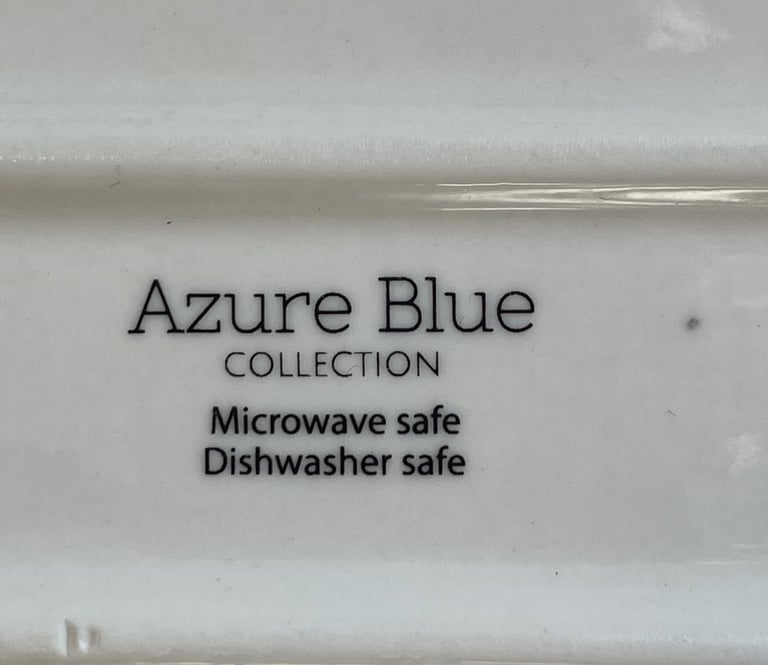 Azure Blue
COLLECTION
Microwave safe
Dishwasher safe